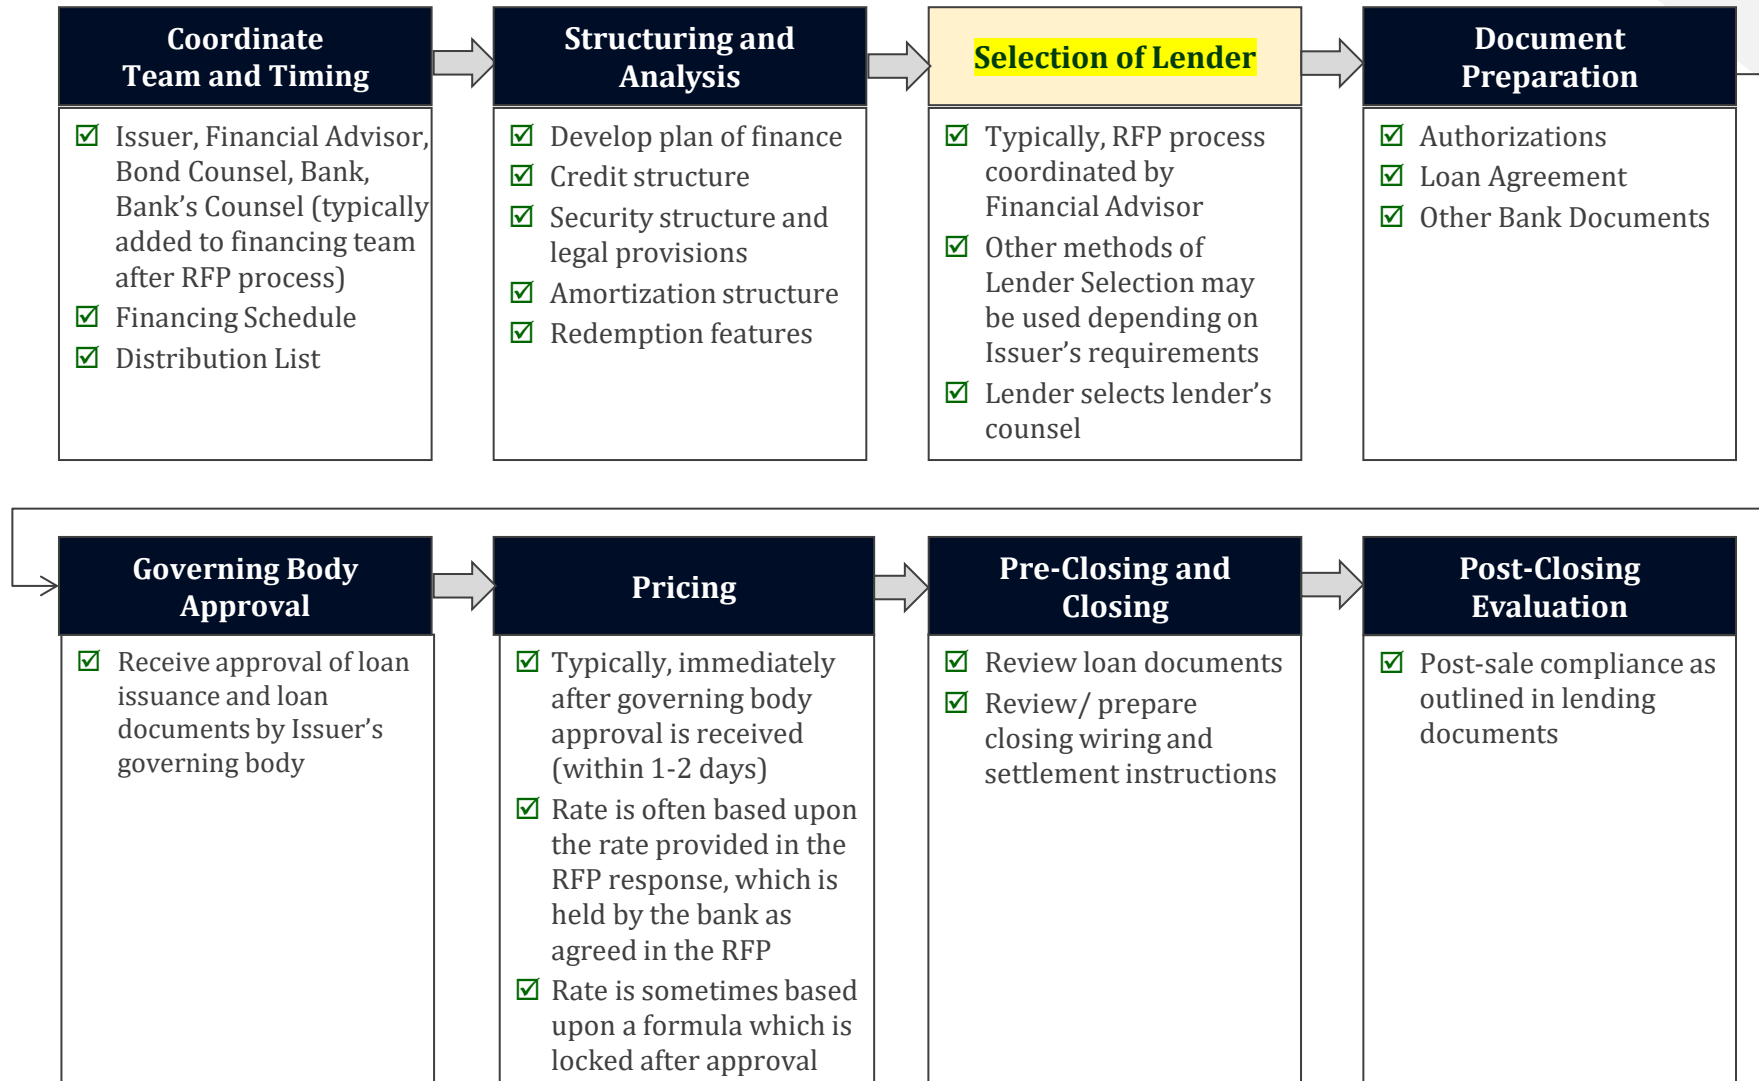 Coordinate
Team and Timing
Issuer, Financial Advisor,
Bond Counsel, Bank,
Bank’s Counsel (typically
added to financing team
after RFP process)
Financing Schedule
Distribution List
Structuring and
Analysis
Develop plan of finance
Credit structure
Security structure and
legal provisions
Amortization structure
Redemption features
Selection of Lender
Typically, RFP process
coordinated by
Financial Advisor
Other methods of
Lender Selection may
be used depending on
Issuer’s requirements
Lender selects lender’s
counsel
Document
Preparation
Authorizations
Loan Agreement
Other Bank Documents
Governing Body
Approval
Receive approval of loan
issuance and loan
documents by Issuer’s
governing body
Pricing
Typically, immediately
after governing body
approval is received
(within 1-2 days)
Rate is often based upon
the rate provided in the
RFP response, which is
held by the bank as
agreed in the RFP
Rate is sometimes based
upon a formula which is
locked after approval
Pre-Closing and
Closing
Review loan documents
Review/ prepare
closing wiring and
settlement instructions
Post-Closing
Evaluation
Post-sale compliance as
outlined in lending
documents